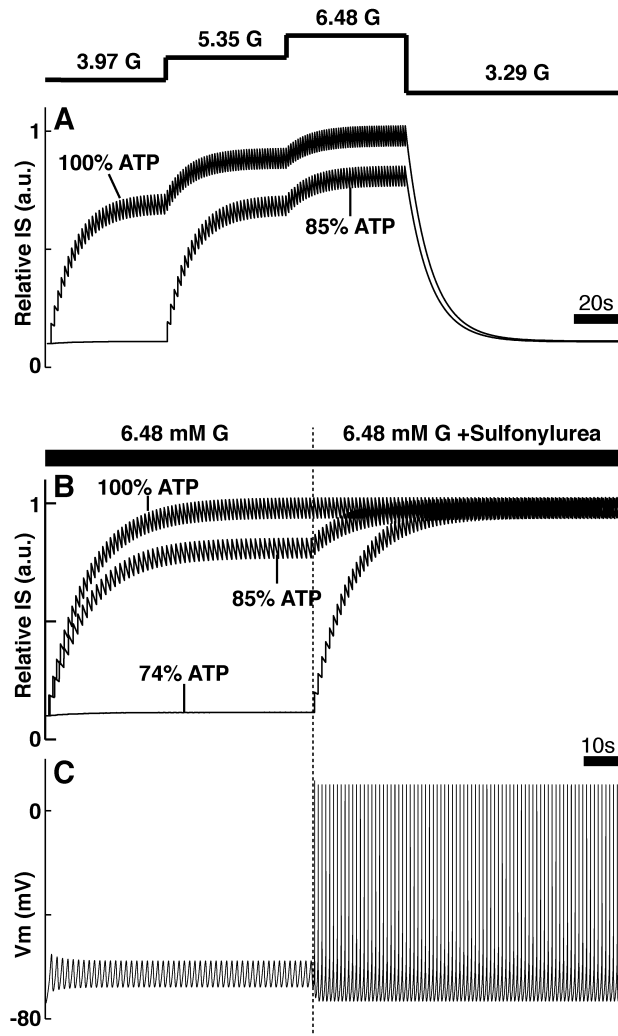 6.48 G
5.35 G
3.97 G
3.29 G
A
1
100% ATP
85% ATP
Relative IS (a.u.)
20s
0
6.48 mM G
6.48 mM G +Sulfonylurea
B
100% ATP
1
85% ATP
Relative IS (a.u.)
74% ATP
0
10s
C
0
Vm (mV)
-80